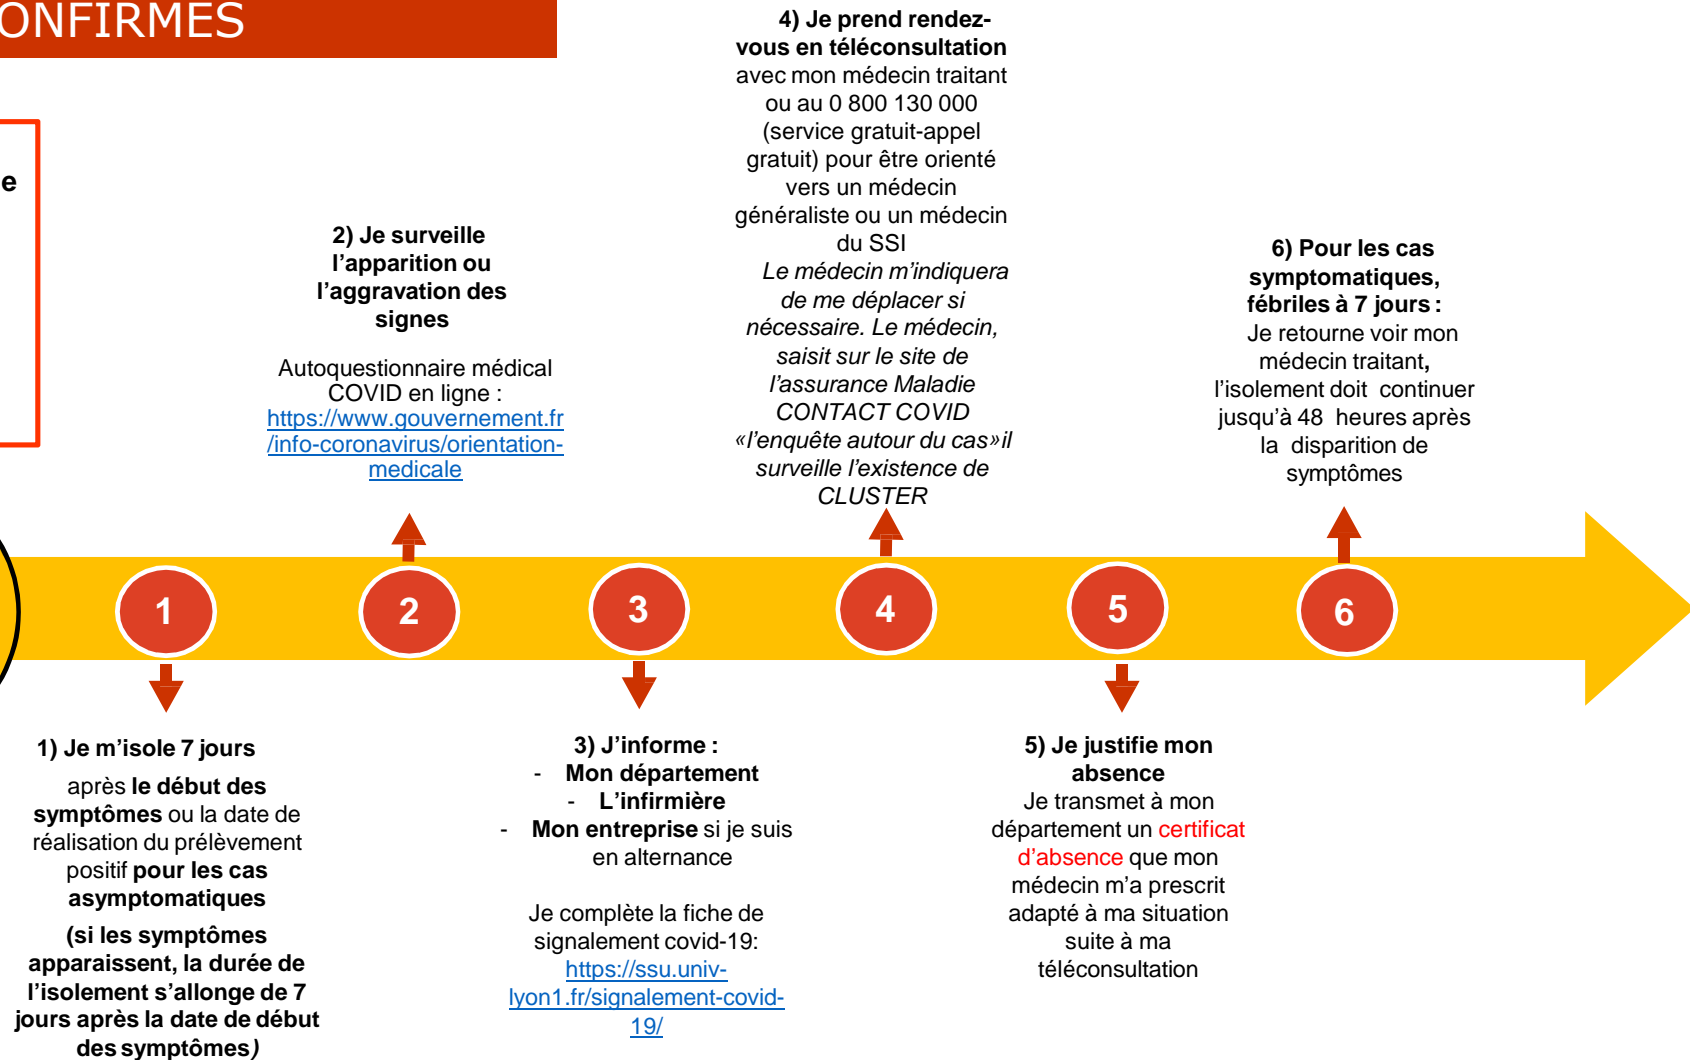 ONFIRMES
e
4) Je prend rendez-
vous en téléconsultation
avec mon médecin traitant
ou au 0 800 130 000
(service gratuit-appel
gratuit) pour être orienté
vers un médecin
généraliste ou un médecin
du SSI
Le médecin m’indiquera
de me déplacer si
nécessaire. Le médecin,
saisit sur le site de
l’assurance Maladie
CONTACT COVID
«l’enquête autour du cas»il
surveille l’existence de
CLUSTER
2) Je surveille
l’apparition ou
l’aggravation des
signes
Autoquestionnaire médical
COVID en ligne :
https://www.gouvernement.fr
/info-coronavirus/orientation-
medicale
6) Pour les cas
symptomatiques,
fébriles à 7 jours :
Je retourne voir mon
médecin traitant,
l’isolement doit continuer
jusqu’à 48 heures après
la disparition de
symptômes
1
2
3
4
5
6
1) Je m’isole 7 jours
après le début des
symptômes ou la date de
réalisation du prélèvement
positif pour les cas
asymptomatiques
(si les symptômes
apparaissent, la durée de
l’isolement s’allonge de 7
jours après la date de début
des symptômes)
3) J’informe :
- Mon département
- L’infirmière
- Mon entreprise si je suis
en alternance
Je complète la fiche de
signalement covid-19:
https://ssu.univ-
lyon1.fr/signalement-covid-
19/
5) Je justifie mon
absence
Je transmet à mon
département un certificat
d’absence que mon
médecin m’a prescrit
adapté à ma situation
suite à ma
téléconsultation